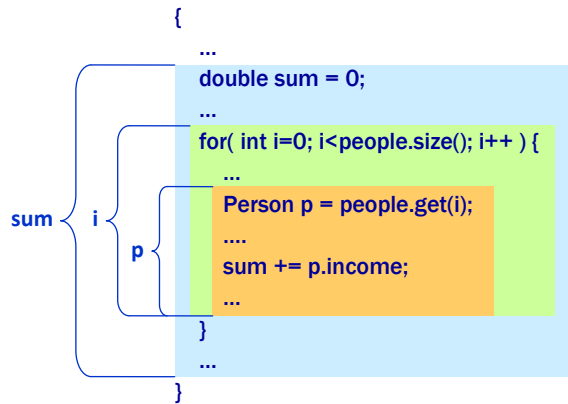 {
...
double sum = 0;
...
for( int i=0; i<people.size(); i++ ) {
...
Person p = people.get(i);
sum i p
....
sum += p.income;
...
}
...
}